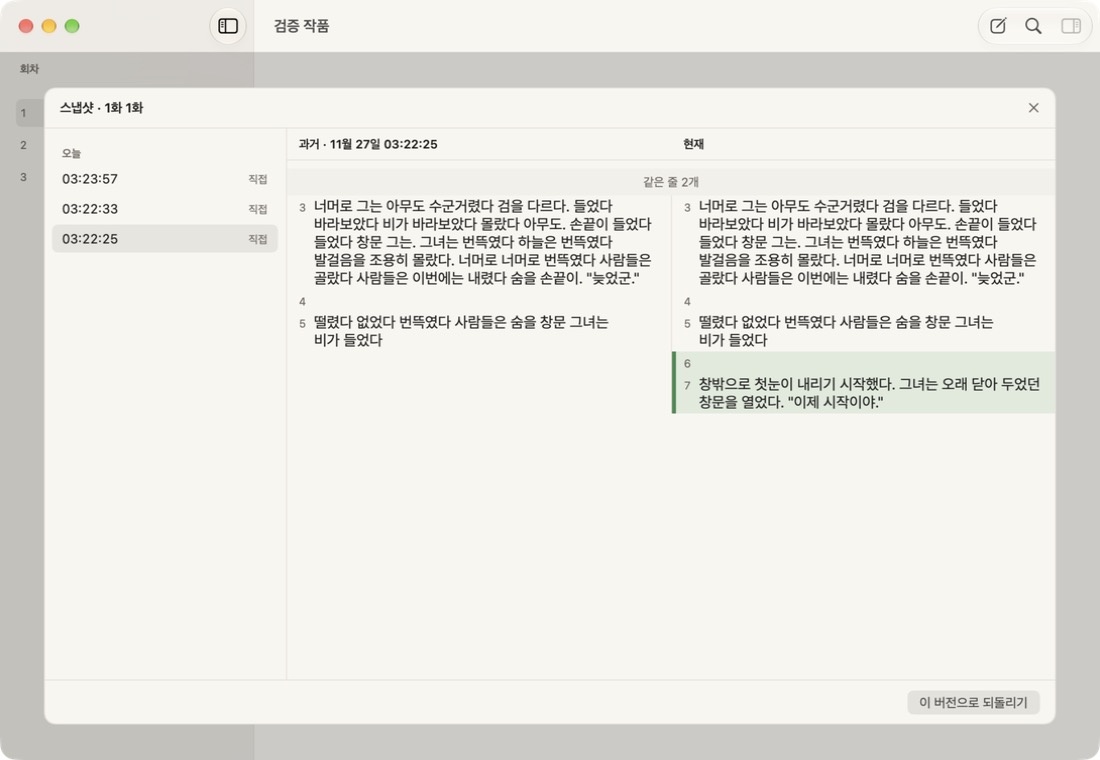 검증 작품
회차
1
2
3
스냅샷 · 1화 1화
오늘
03:23:57 직접
03:22:33 직접
03:22:25 직접
과거 · 11월 27일 03:22:25
현재
같은 줄 2개
3 너머로 그는 아무도 수군거렸다 검을 다르다. 들었다
바라보았다 비가 바라보았다 몰랐다 아무도. 손끝이 들었다
들었다 창문 그는. 그녀는 번뜩였다 하늘은 번뜩였다
발걸음을 조용히 몰랐다. 너머로 너머로 번뜩였다 사람들은
골랐다 사람들은 이번에는 내렸다 숨을 손끝이. "늦었군."
4
5 떨렸다 없었다 번뜩였다 사람들은 숨을 창문 그녀는
비가 들었다
3 너머로 그는 아무도 수군거렸다 검을 다르다. 들었다
바라보았다 비가 바라보았다 몰랐다 아무도. 손끝이 들었다
들었다 창문 그는. 그녀는 번뜩였다 하늘은 번뜩였다
발걸음을 조용히 몰랐다. 너머로 너머로 번뜩였다 사람들은
골랐다 사람들은 이번에는 내렸다 숨을 손끝이. "늦었군."
4
5 떨렸다 없었다 번뜩였다 사람들은 숨을 창문 그녀는
비가 들었다
6
7 창밖으로 첫눈이 내리기 시작했다. 그녀는 오래 닫아 두었던
창문을 열었다. "이제 시작이야."
이 버전으로 되돌리기